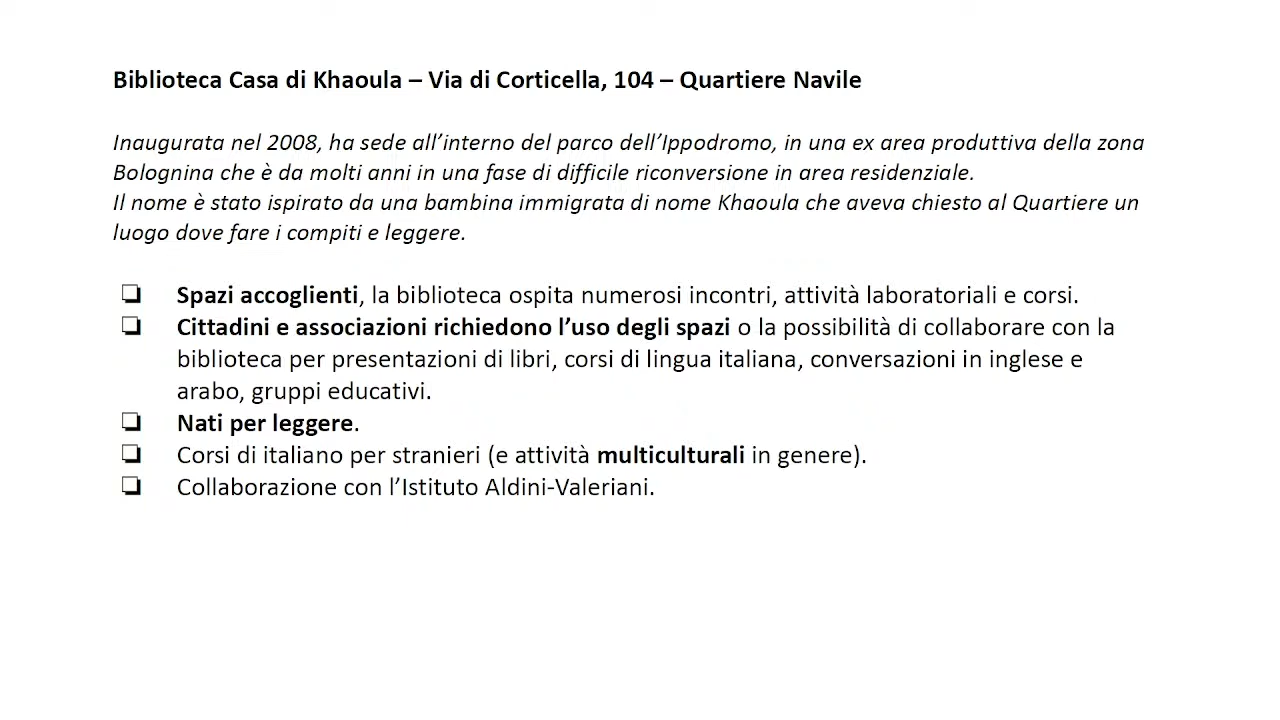 Biblioteca Casa di Khaoula – Via di Corticella, 104 – Quartiere Navile
Inaugurata nel 2008, ha sede all’interno del parco dell’Ippodromo, in una ex area produttiva della zona
Bolognina che è da molti anni in una fase di difficile riconversione in area residenziale.
Il nome è stato ispirato da una bambina immigrata di nome Khaoula che aveva chiesto al Quartiere un
luogo dove fare i compiti e leggere.
❏ Spazi accoglienti, la biblioteca ospita numerosi incontri, attività laboratoriali e corsi.
❏ Cittadini e associazioni richiedono l’uso degli spazi o la possibilità di collaborare con la
biblioteca per presentazioni di libri, corsi di lingua italiana, conversazioni in inglese e
arabo, gruppi educativi.
❏ Nati per leggere.
❏ Corsi di italiano per stranieri (e attività multiculturali in genere).
❏ Collaborazione con l’Istituto Aldini-Valeriani.